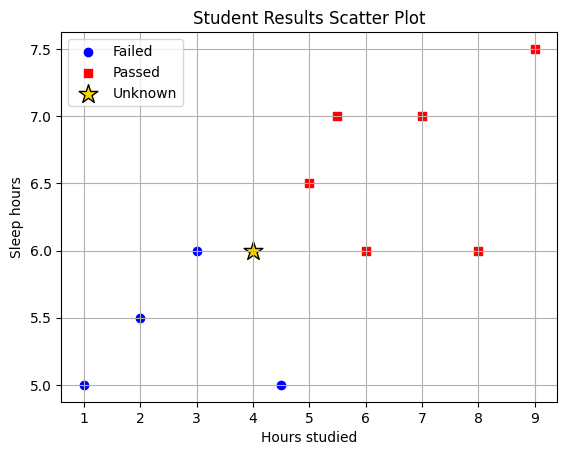 Student Results Scatter Plot
Failed
Passed
Unknown
7.5
7.0
6.5
6.0
5.5
5.0
Sleep hours
1 2 3 4 5 6 7 8 9
Hours studied